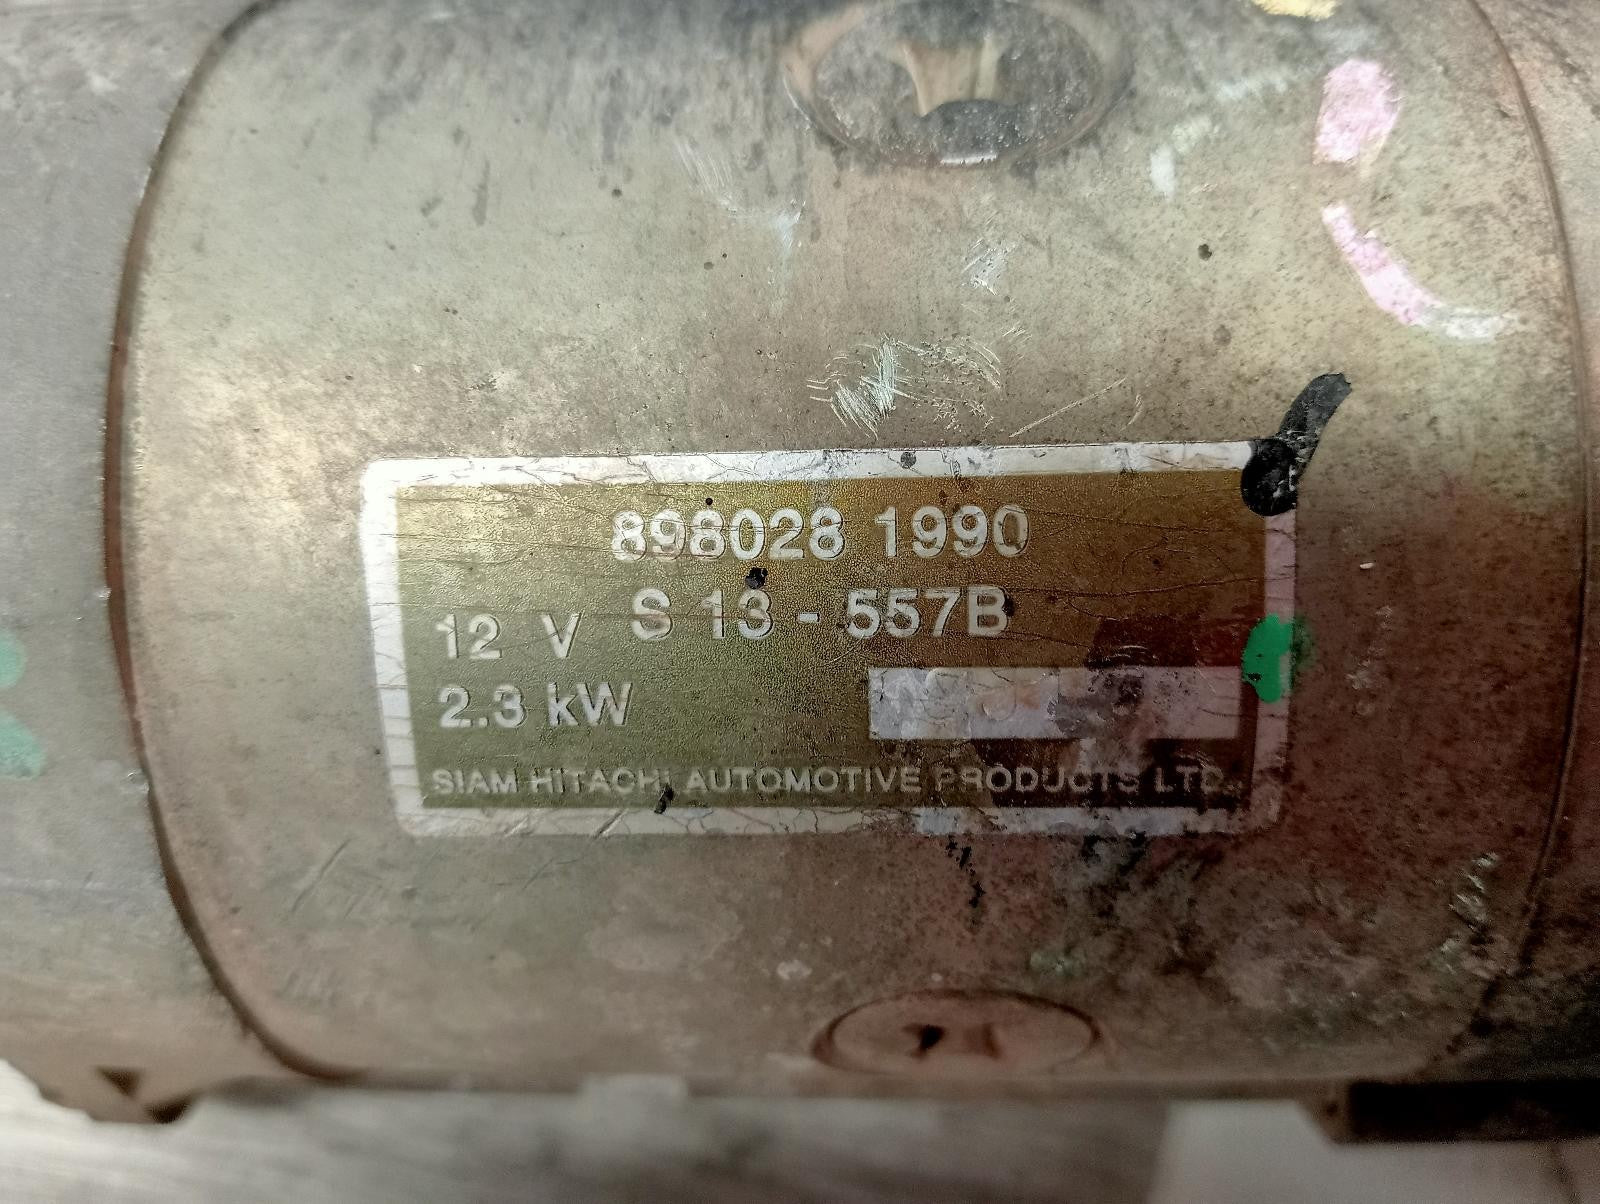 898028 1990
S 13 - 557B
12 V
2.3 kW
SIAM HITACHI AUTOMOTIVE PRODUCTS LTD.